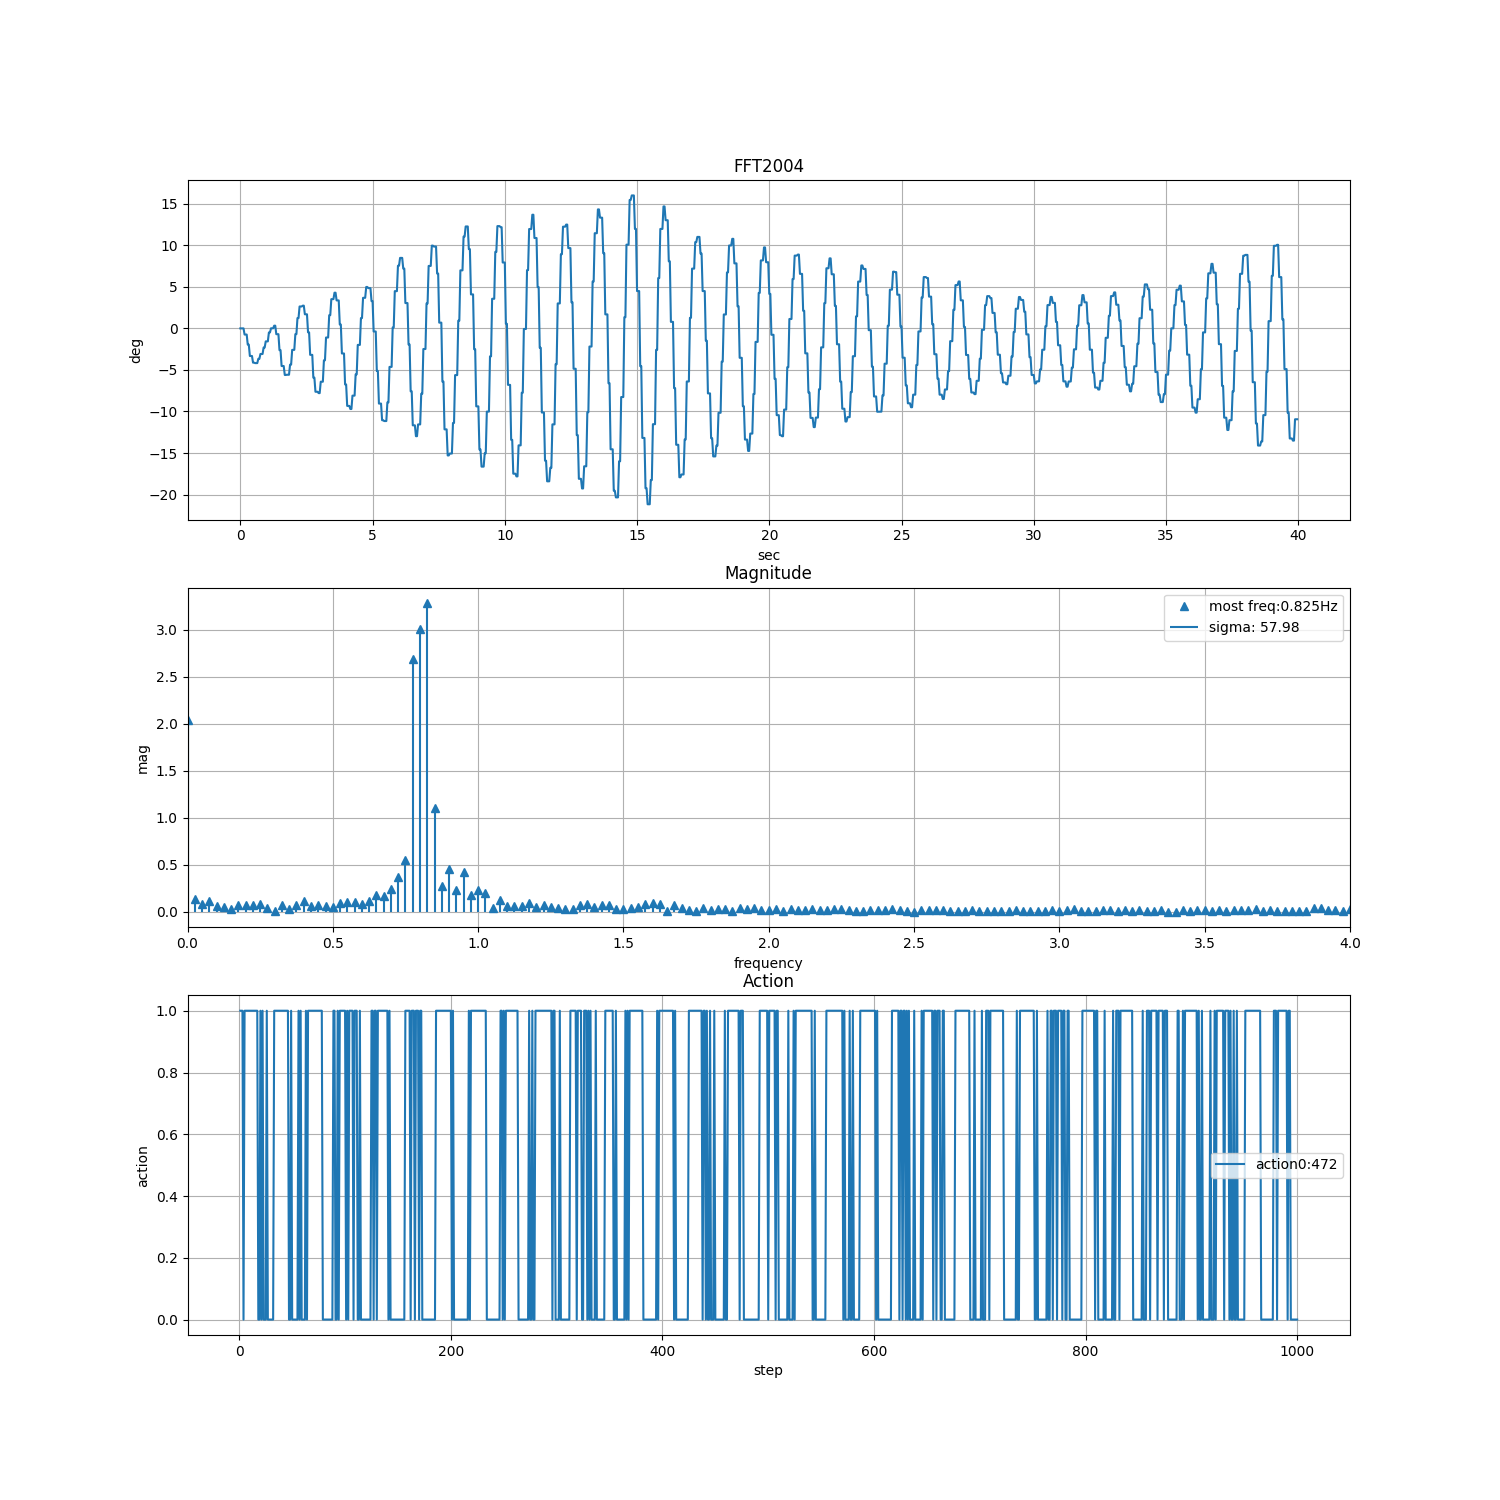 FFT2004
15
10
5
0
−5
−10
−15
−20
deg
0 5 10 15 20 25 30 35 40
sec
Magnitude
3.0
2.5
2.0
1.5
1.0
0.5
0.0
mag
most freq:0.825Hz
sigma: 57.98
0.0 0.5 1.0 1.5 2.0 2.5 3.0 3.5 4.0
frequency
Action
1.0
0.8
0.6
0.4
0.2
0.0
action
action0:472
0 200 400 600 800 1000
step